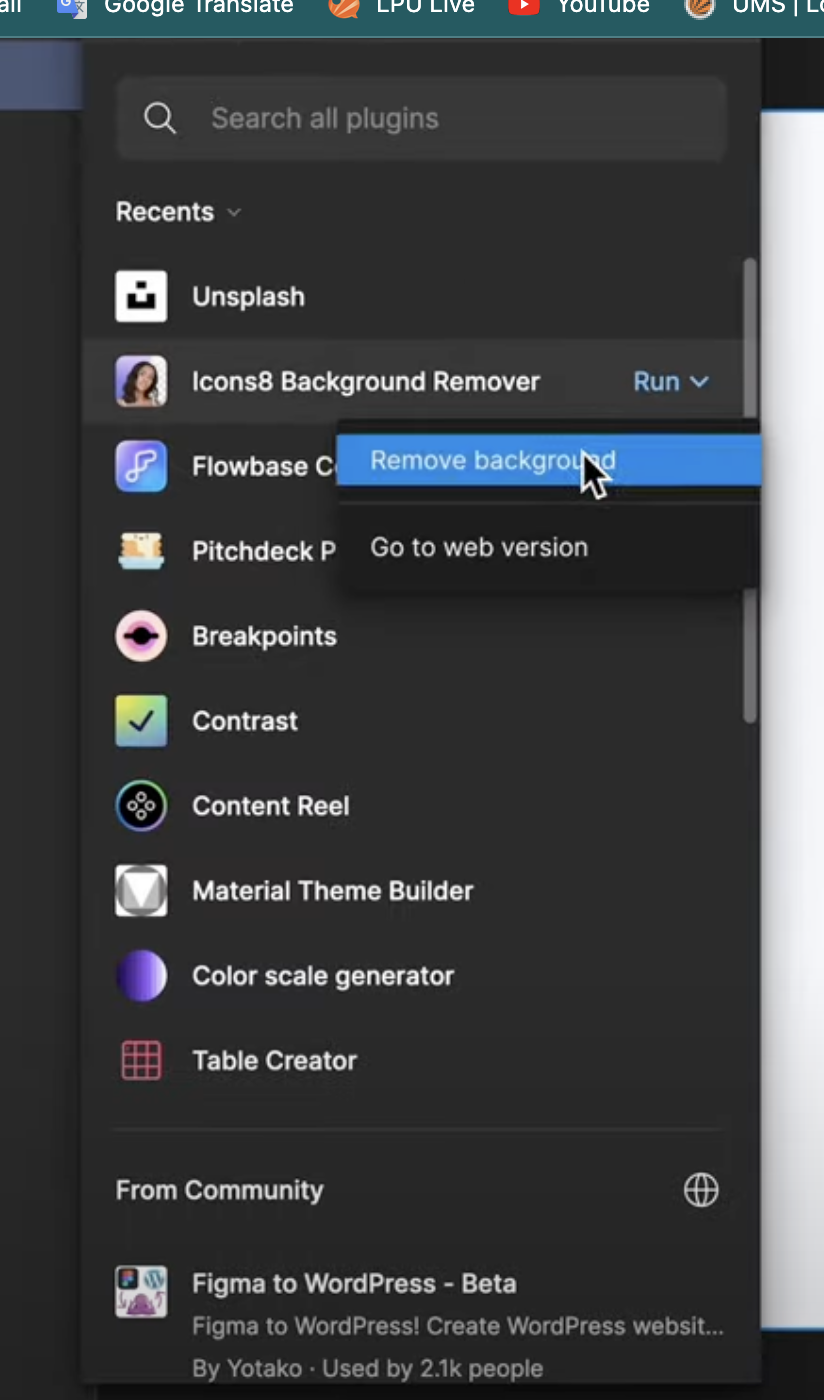 Google Translate
LPU Live
YouTube
UMS |
Search all plugins
Recents
Unsplash
Icons8 Background Remover
Run
Flowbase
Remove background
Pitchdeck
Go to web version
Breakpoints
Contrast
Content Reel
Material Theme Builder
Color scale generator
Table Creator
From Community
Figma to WordPress - Beta
Figma to WordPress! Create WordPress websit...
By Yotako · Used by 2.1k people